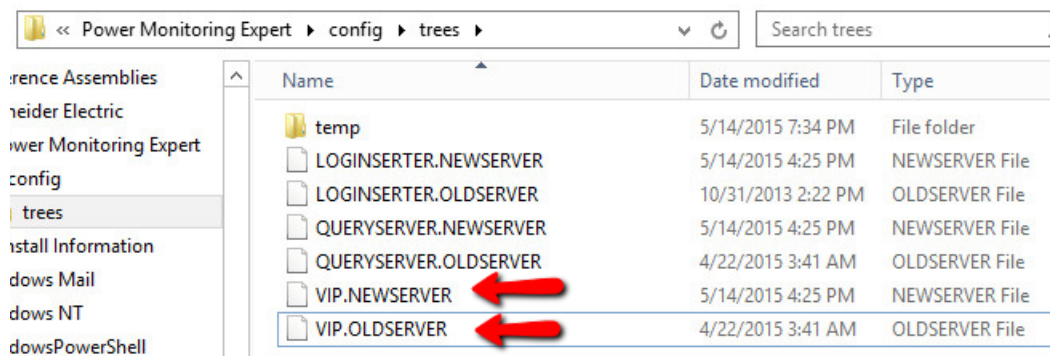 « Power Monitoring Expert config trees Search trees
erence Assemblies
neider Electric
ower Monitoring Expert
config
trees
nstall Information
dows Mail
dows NT
dowsPowerShell
Name Date modified Type
temp 5/14/2015 7:34 PM File folder
LOGINSERTER.NEWSERVER 5/14/2015 4:25 PM NEWSERVER File
LOGINSERTER.OLDSERVER 10/31/2013 2:22 PM OLDSERVER File
QUERYSERVER.NEWSERVER 5/14/2015 4:25 PM NEWSERVER File
QUERYSERVER.OLDSERVER 4/22/2015 3:41 AM OLDSERVER File
VIP.NEWSERVER 5/14/2015 4:25 PM NEWSERVER File
VIP.OLDSERVER 4/22/2015 3:41 AM OLDSERVER File